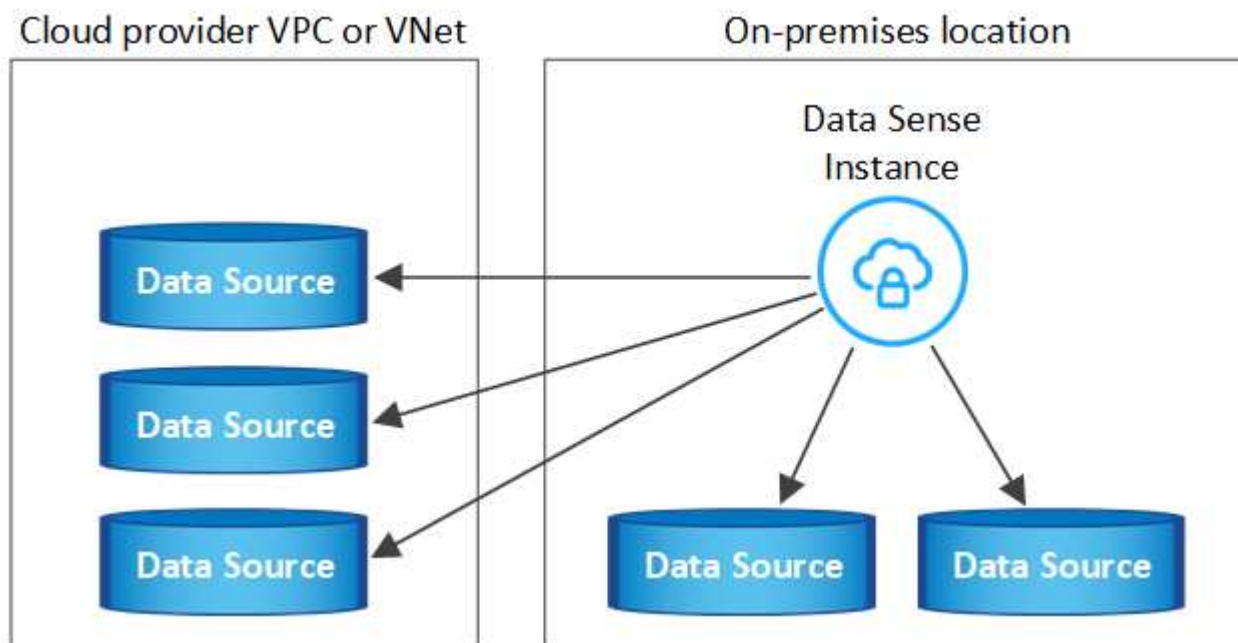 Cloud provider VPC or VNet
On-premises location
Data Sense
Instance
Data Source
Data Source
Data Source
Data Source
Data Source